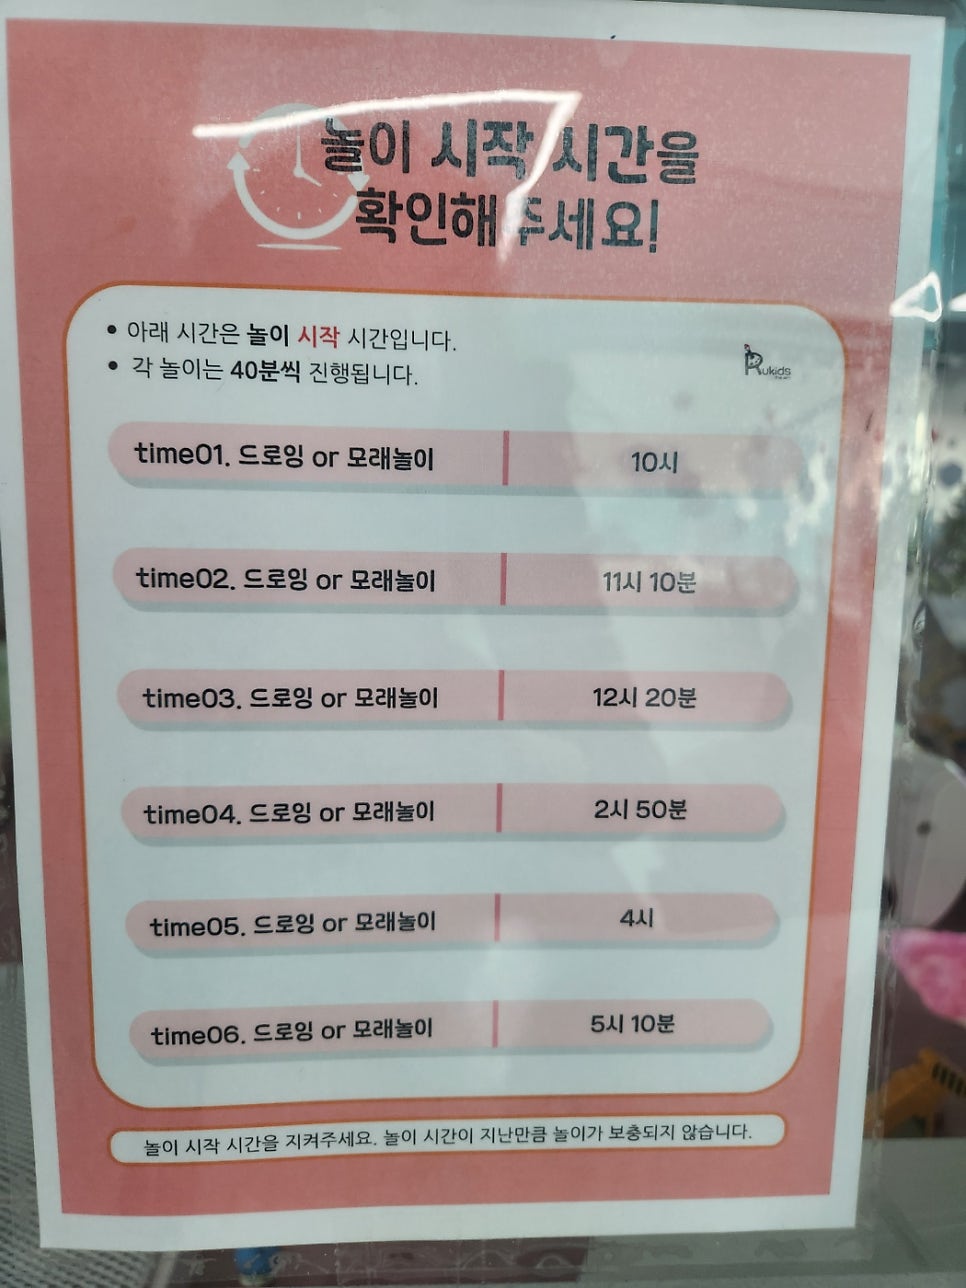 놀이 시작 시간을
확인해 주세요!
• 아래 시간은 놀이 시작 시간입니다.
• 각 놀이는 40분씩 진행됩니다.
Rukids
time01. 드로잉 or 모래놀이 10시
time02. 드로잉 or 모래놀이 11시 10분
time03. 드로잉 or 모래놀이 12시 20분
time04. 드로잉 or 모래놀이 2시 50분
time05. 드로잉 or 모래놀이 4시
time06. 드로잉 or 모래놀이 5시 10분
놀이 시작 시간을 지켜주세요. 놀이 시간이 지난만큼 놀이가 보충되지 않습니다.